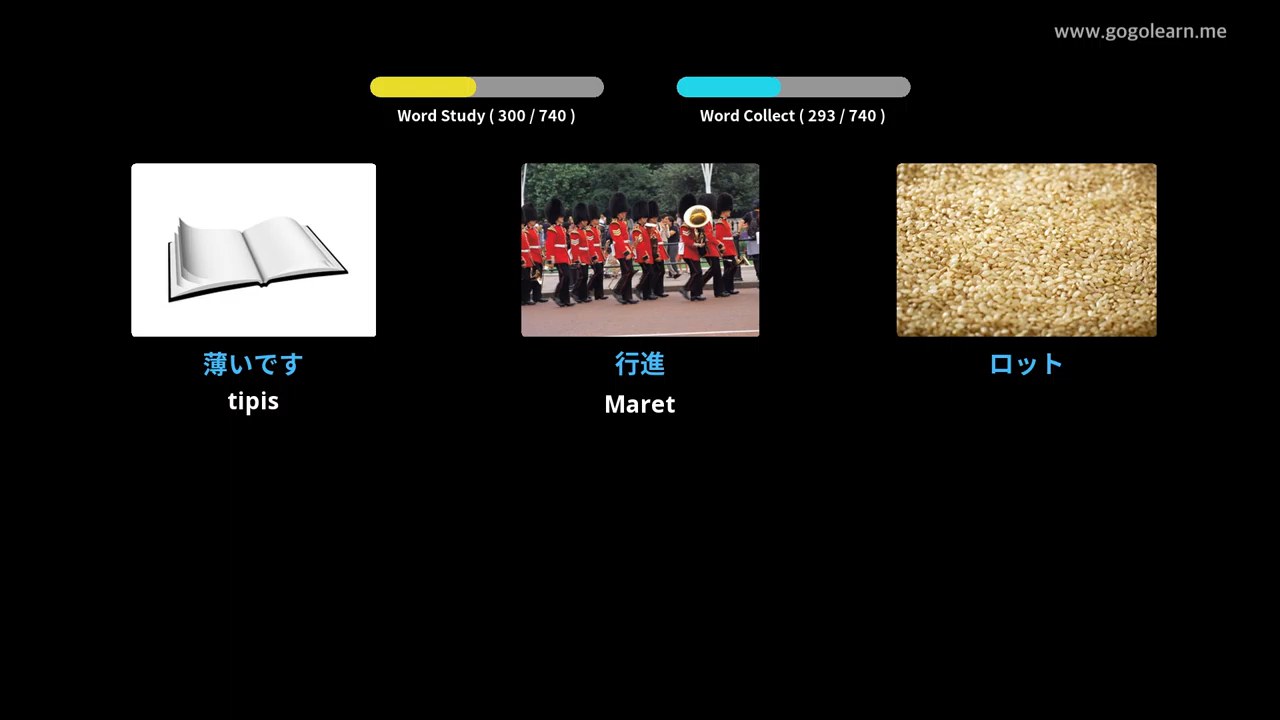 www.gogolearn.me
Word Study ( 300 / 740 )
Word Collect ( 293 / 740 )
薄いです
tipis
行進
Maret
ロット